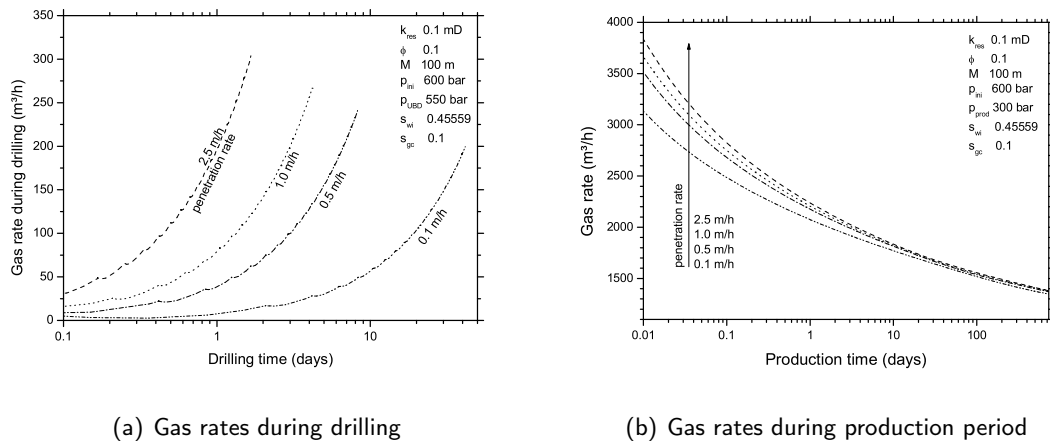 350
300
250
200
150
100
50
0
Gas rate during drilling (m³/h)
0.1
1
10
Drilling time (days)
k_res 0.1 mD
ϕ 0.1
M 100 m
p_ini 600 bar
p_UBD 550 bar
s_wi 0.45559
s_gc 0.1
2.5 m/h
penetration rate
1.0 m/h
0.5 m/h
0.1 m/h
(a) Gas rates during drilling
4000
3500
3000
2500
2000
1500
Gas rate (m³/h)
0.01
0.1
1
10
100
Production time (days)
k_res 0.1 mD
ϕ 0.1
M 100 m
p_ini 600 bar
p_prod 300 bar
s_wi 0.45559
s_gc 0.1
penetration rate
2.5 m/h
1.0 m/h
0.5 m/h
0.1 m/h
(b) Gas rates during production period